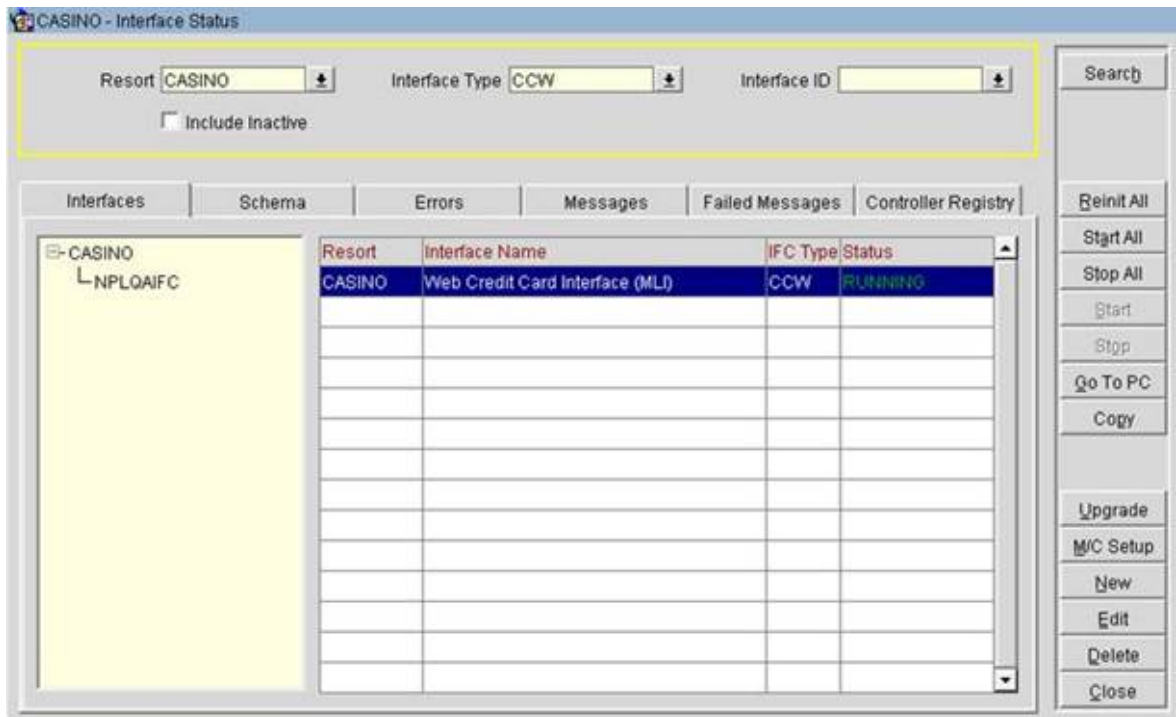 CASINO - Interface Status
Resort CASINO Interface Type CCW Interface ID
Include Inactive
Search
Interfaces Schema Errors Messages Failed Messages Controller Registry
CASINO
NPLQAIFC
Resort Interface Name IFC Type Status
CASINO Web Credit Card Interface (MLI) CCW RUNNING
Reinit All
Start All
Stop All
Start
Stop
Go To PC
Copy
Upgrade
M/C Setup
New
Edit
Delete
Close